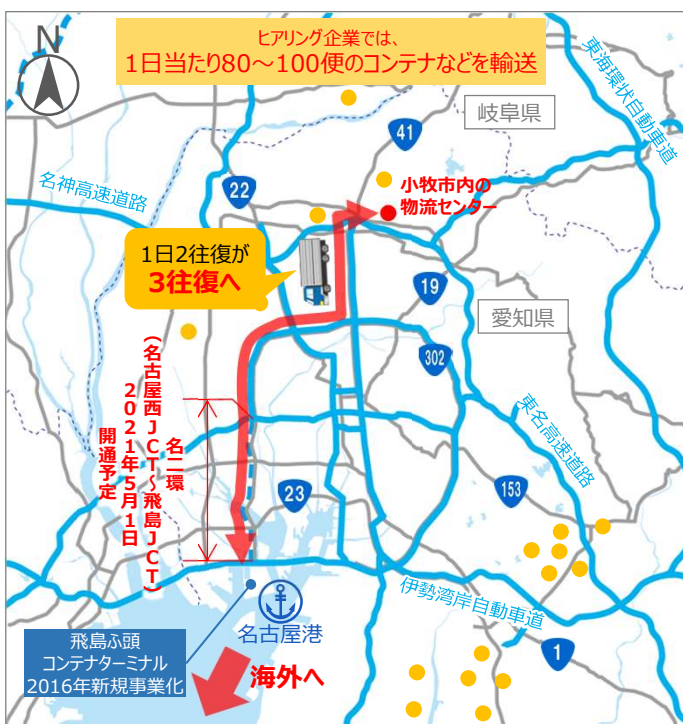 N
ヒアリング企業では、
1日当たり80～100便のコンテナなどを輸送
東海環状自動車道
岐阜県
41
名神高速道路
22
小牧市内の
物流センター
1日2往復が
3往復へ
19
愛知県
302
名二環
(名古屋西JCT～飛島JCT)
2021年5月1日
開通予定
東名高速道路
23
153
伊勢湾岸自動車道
名古屋港
飛島ふ頭
コンテナターミナル
2016年新規事業化
海外へ
1